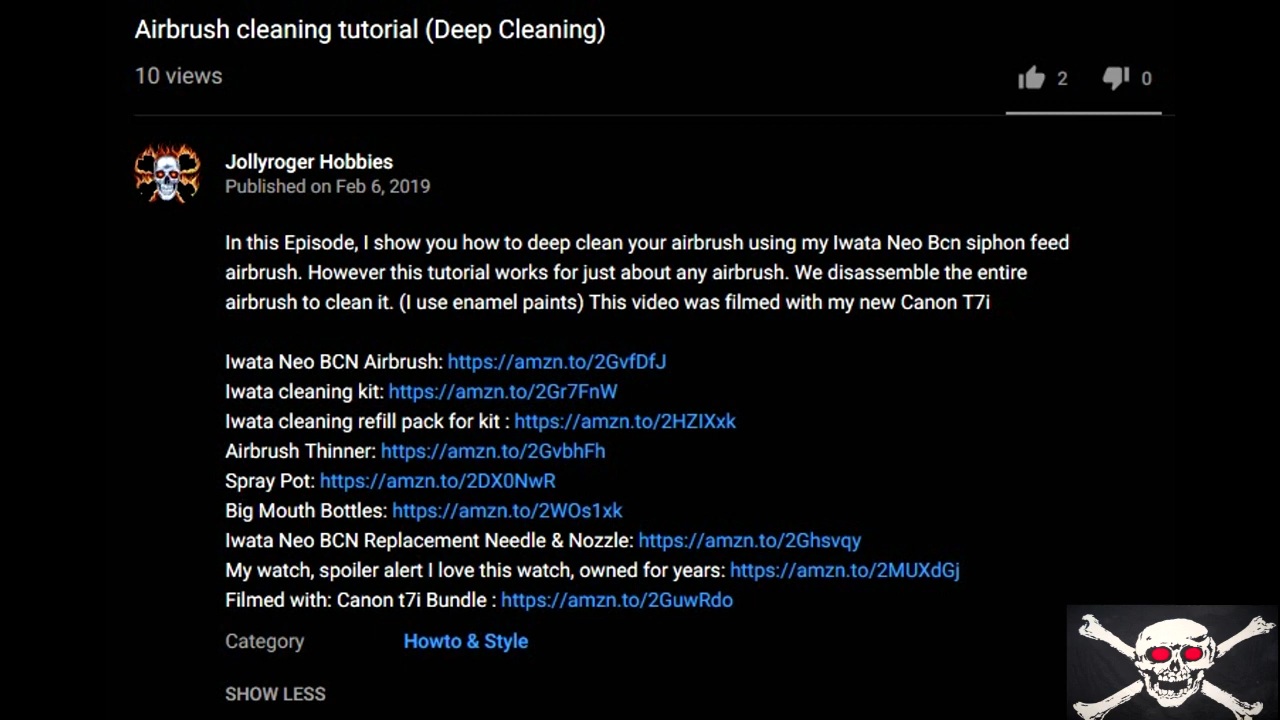 Airbrush cleaning tutorial (Deep Cleaning)
10 views
2 0
Jollyroger Hobbies
Published on Feb 6, 2019
In this Episode, I show you how to deep clean your airbrush using my Iwata Neo Bcn siphon feed
airbrush. However this tutorial works for just about any airbrush. We disassemble the entire
airbrush to clean it. (I use enamel paints) This video was filmed with my new Canon T7i
Iwata Neo BCN Airbrush: https://amzn.to/2GvfDfJ
Iwata cleaning kit: https://amzn.to/2Gr7FnW
Iwata cleaning refill pack for kit : https://amzn.to/2HZIXxk
Airbrush Thinner: https://amzn.to/2GvbhFh
Spray Pot: https://amzn.to/2DX0NwR
Big Mouth Bottles: https://amzn.to/2WOs1xk
Iwata Neo BCN Replacement Needle & Nozzle: https://amzn.to/2Ghsvqy
My watch, spoiler alert I love this watch, owned for years: https://amzn.to/2MUXdGj
Filmed with: Canon t7i Bundle : https://amzn.to/2GuwRdo
Category Howto & Style
SHOW LESS